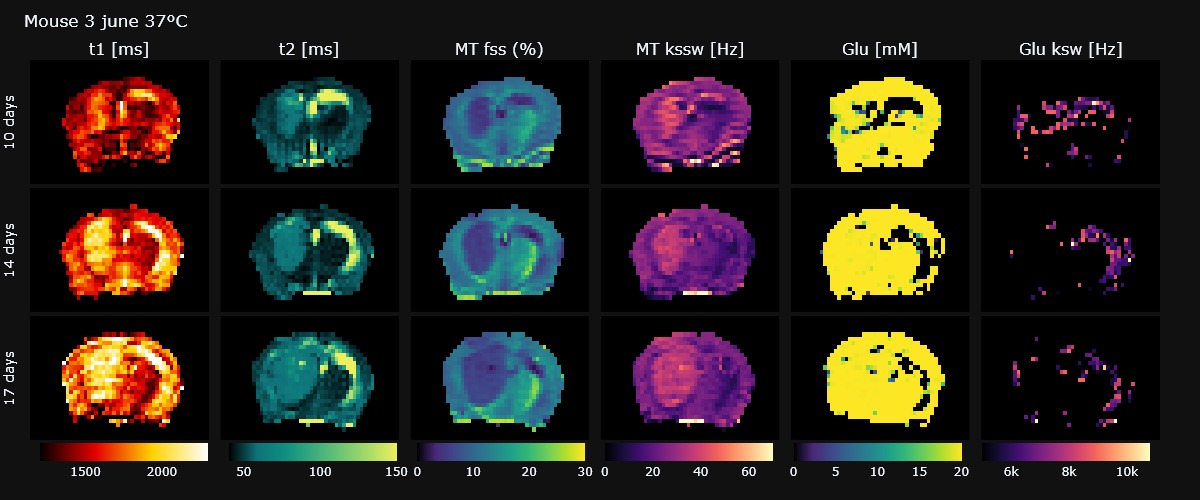 Mouse 3 june 37ºC
t1 [ms] t2 [ms] MT fss (%) MT kssw [Hz] Glu [mM] Glu ksw [Hz]
10 days
14 days
17 days
1500 2000 50 100 150 0 10 20 30 0 20 40 60 0 5 10 15 20 6k 8k 10k